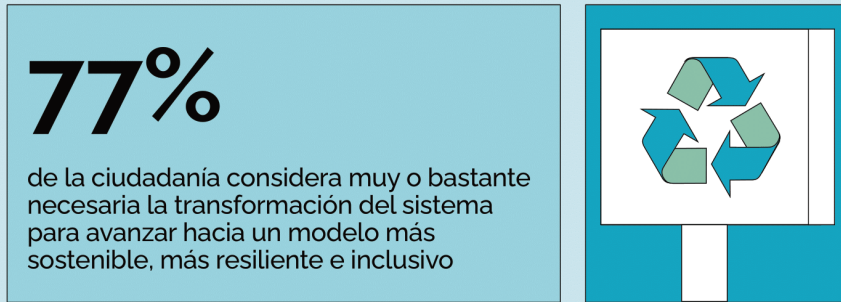 77%
de la ciudadanía considera muy o bastante
necesaria la transformación del sistema
para avanzar hacia un modelo más
sostenible, más resiliente e inclusivo